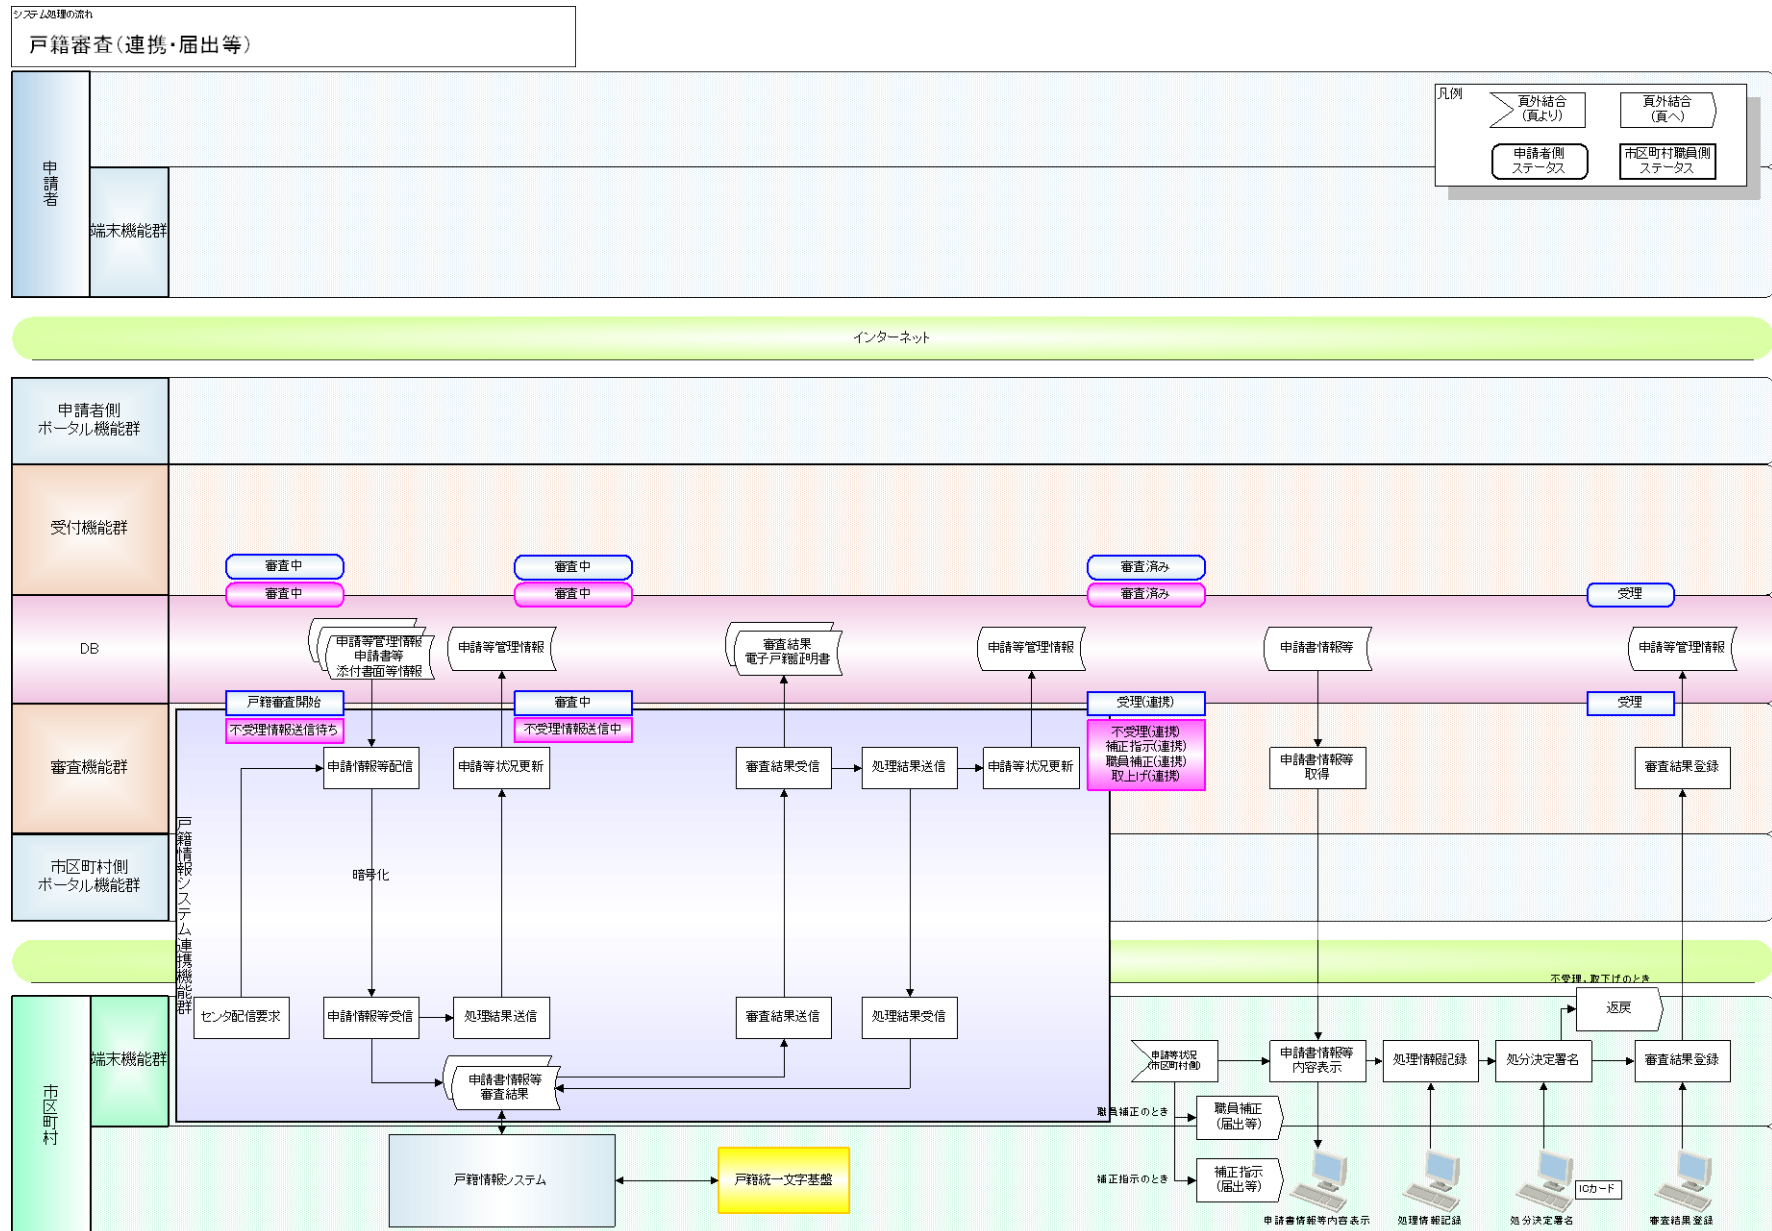 システム処理の流れ
戸籍審査(連携・届出等)
凡例
頁外結合
(頁より)
頁外結合
(頁へ)
申請者側
ステータス
市区町村職員側
ステータス
申請者
端末機能群
インターネット
申請者側
ポータル機能群
受付機能群
審査中
審査中
審査済み
審査中
審査中
審査済み
受理
DB
申請等管理情報
申請書等
添付書面等情報
申請等管理情報
審査結果
電子戸籍証明書
申請等管理情報
申請書情報等
申請等管理情報
戸籍審査開始
審査中
受理(連携)
受理
不受理情報送信待ち
不受理情報送信中
不受理(連携)
補正指示(連携)
職員補正(連携)
取上げ(連携)
審査機能群
申請情報等配信
申請等状況更新
審査結果受信
処理結果送信
申請等状況更新
申請書情報等
取得
審査結果登録
戸籍情報システム連携機能群
市区町村側
ポータル機能群
暗号化
不受理、取下げのとき
市区町村
端末機能群
センタ配信要求
申請情報等受信
処理結果送信
審査結果送信
処理結果受信
返戻
申請等状況
(市区町村側)
申請書情報等
内容表示
処理情報記録
処分決定署名
審査結果登録
申請書情報等
審査結果
職員補正のとき
職員補正
(届出等)
補正指示のとき
補正指示
(届出等)
戸籍情報システム
戸籍統一文字基盤
ICカード
申請書情報等内容表示
処理情報記録
処分決定署名
審査結果登録